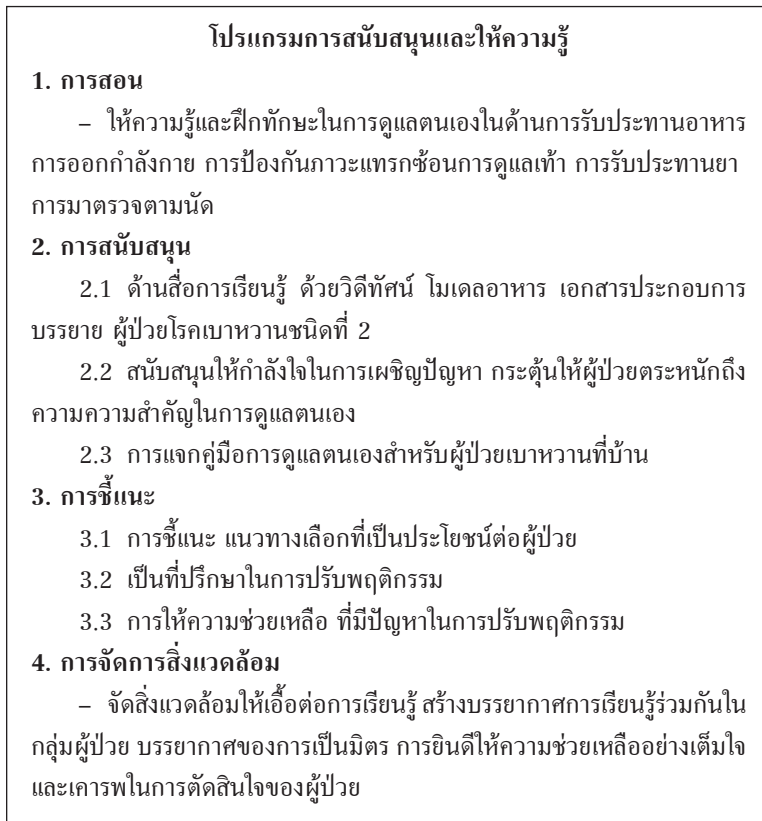 โปรแกรมการสนับสนุนและให้ความรู้
1. การสอน
– ให้ความรู้และฝึกทักษะในการดูแลตนเองในด้านการรับประทานอาหาร
การออกกำลังกาย การป้องกันภาวะแทรกซ้อนการดูแลเท้า การรับประทานยา
การมาตรวจตามนัด
2. การสนับสนุน
2.1 ด้านสื่อการเรียนรู้ ด้วยวิดีทัศน์ โมเดลอาหาร เอกสารประกอบการ
บรรยาย ผู้ป่วยโรคเบาหวานชนิดที่ 2
2.2 สนับสนุนให้กำลังใจในการเผชิญปัญหา กระตุ้นให้ผู้ป่วยตระหนักถึง
ความความสำคัญในการดูแลตนเอง
2.3 การแจกคู่มือการดูแลตนเองสำหรับผู้ป่วยเบาหวานที่บ้าน
3. การชี้แนะ
3.1 การชี้แนะ แนวทางเลือกที่เป็นประโยชน์ต่อผู้ป่วย
3.2 เป็นที่ปรึกษาในการปรับพฤติกรรม
3.3 การให้ความช่วยเหลือ ที่มีปัญหาในการปรับพฤติกรรม
4. การจัดการสิ่งแวดล้อม
– จัดสิ่งแวดล้อมให้เอื้อต่อการเรียนรู้ สร้างบรรยากาศการเรียนรู้ร่วมกันใน
กลุ่มผู้ป่วย บรรยากาศของการเป็นมิตร การยินดีให้ความช่วยเหลืออย่างเต็มใจ
และเคารพในการตัดสินใจของผู้ป่วย